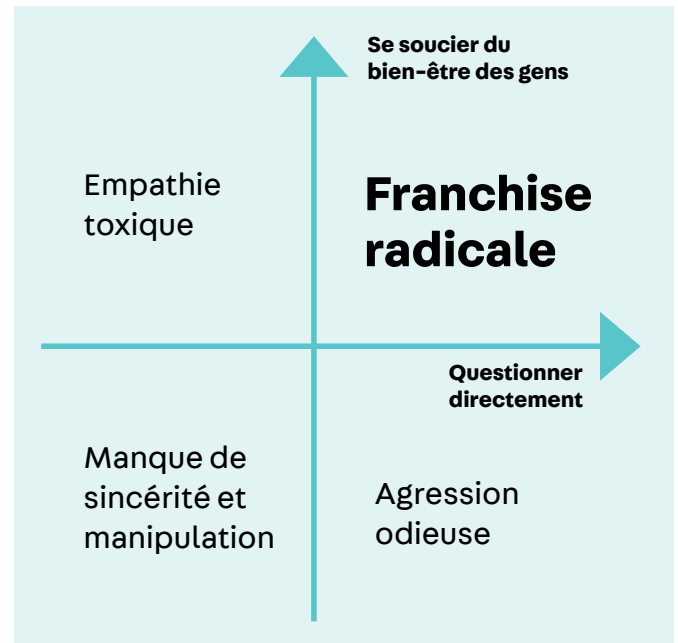 Se soucier du
bien-être des gens
Empathie
toxique
Franchise
radicale
Questionner
directement
Manque de
sincérité et
manipulation
Agression
odieuse